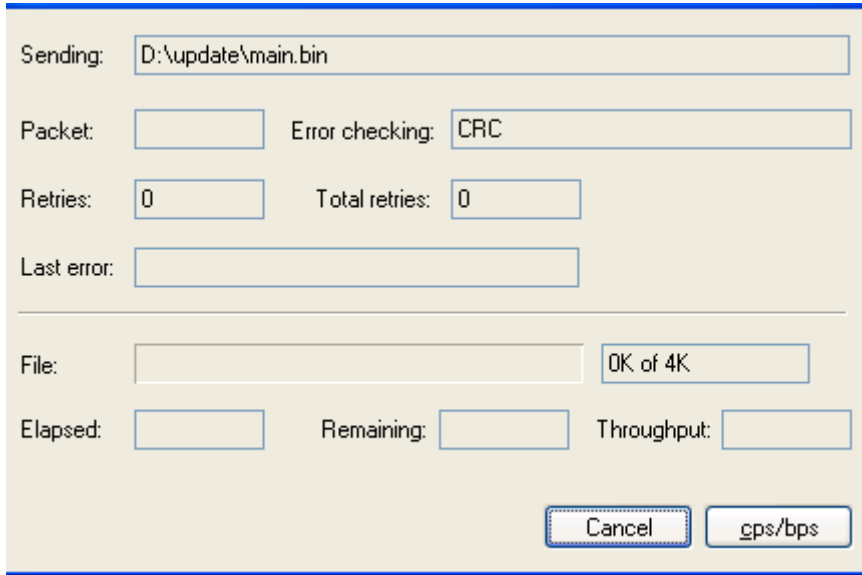 Sending: D:\update\main.bin
Packet: Error checking: CRC
Retries: 0 Total retries: 0
Last error:
File: 0K of 4K
Elapsed: Remaining: Throughput:
Cancel cps/bps